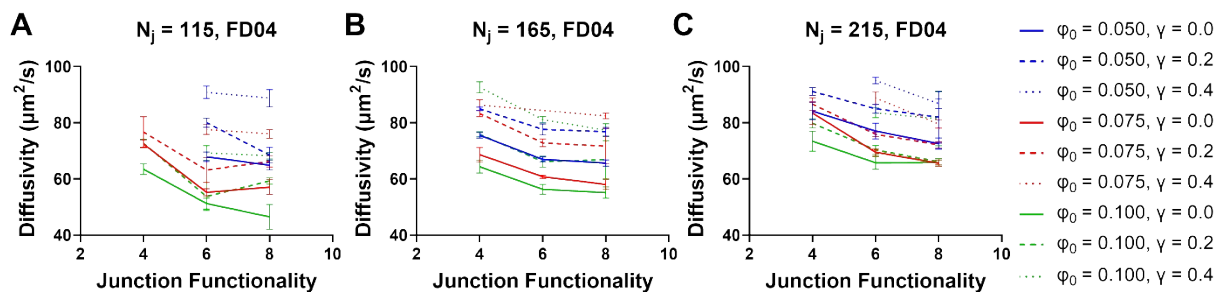 A
N_j = 115, FD04
Diffusivity (μm²/s)
100
80
60
40
2
4
6
8
10
Junction Functionality
B
N_j = 165, FD04
Diffusivity (μm²/s)
100
80
60
40
2
4
6
8
10
Junction Functionality
C
N_j = 215, FD04
Diffusivity (μm²/s)
100
80
60
40
2
4
6
8
10
Junction Functionality
φ₀ = 0.050, γ = 0.0
φ₀ = 0.050, γ = 0.2
φ₀ = 0.050, γ = 0.4
φ₀ = 0.075, γ = 0.0
φ₀ = 0.075, γ = 0.2
φ₀ = 0.075, γ = 0.4
φ₀ = 0.100, γ = 0.0
φ₀ = 0.100, γ = 0.2
φ₀ = 0.100, γ = 0.4